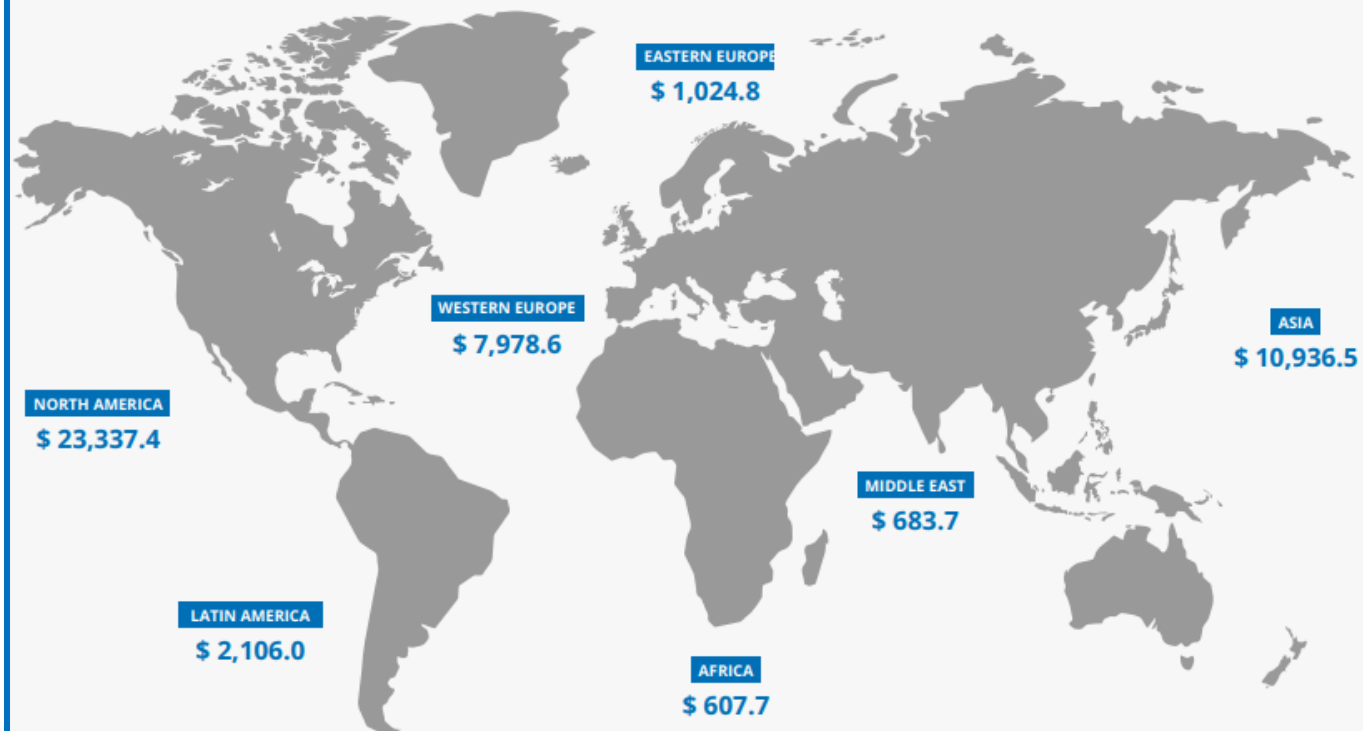 EASTERN EUROPE
$ 1,024.8
WESTERN EUROPE
$ 7,978.6
ASIA
$ 10,936.5
NORTH AMERICA
$ 23,337.4
MIDDLE EAST
$ 683.7
LATIN AMERICA
$ 2,106.0
AFRICA
$ 607.7